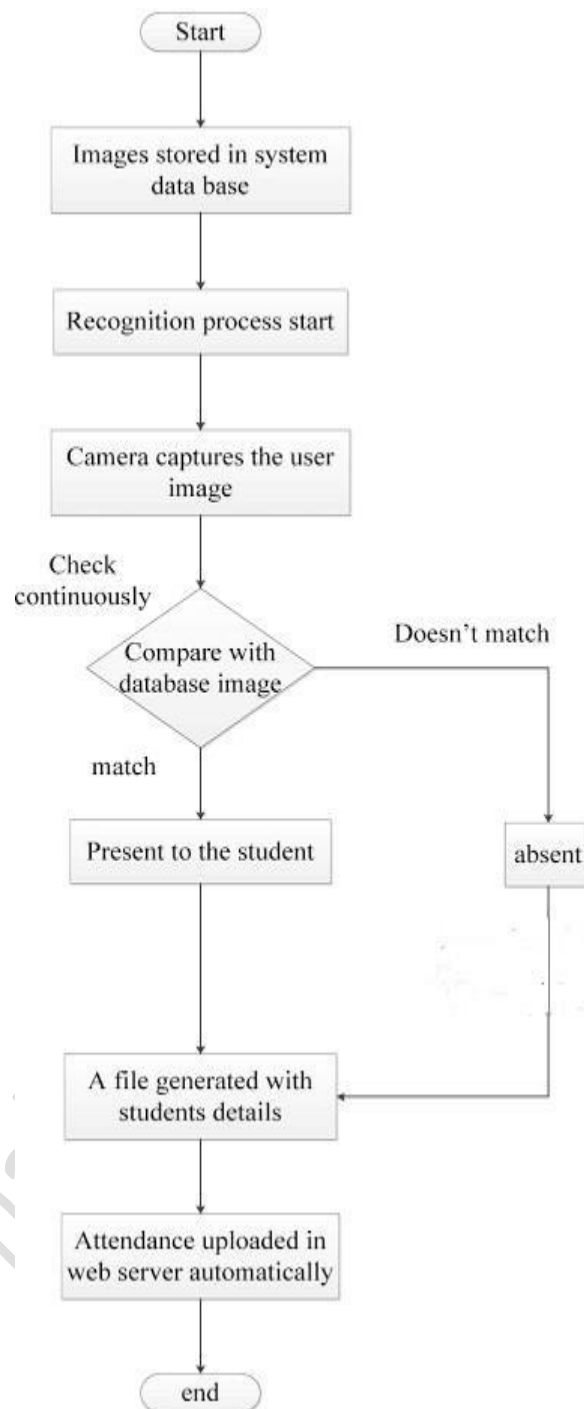 Start
Images stored in system
data base
Recognition process start
Camera captures the user
image
Check
continuously
Compare with
database image
Doesn't match
match
Present to the student
absent
A file generated with
students details
Attendance uploaded in
web server automatically
end